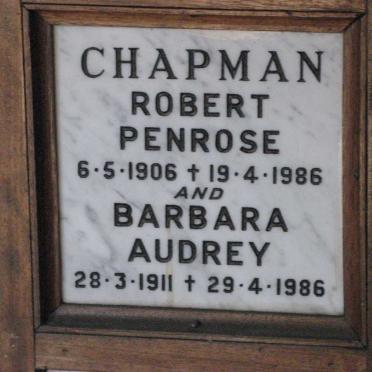 CHAPMAN
ROBERT
PENROSE
6·5·1906 † 19·4·1986
AND
BARBARA
AUDREY
28·3·1911 † 29·4·1986